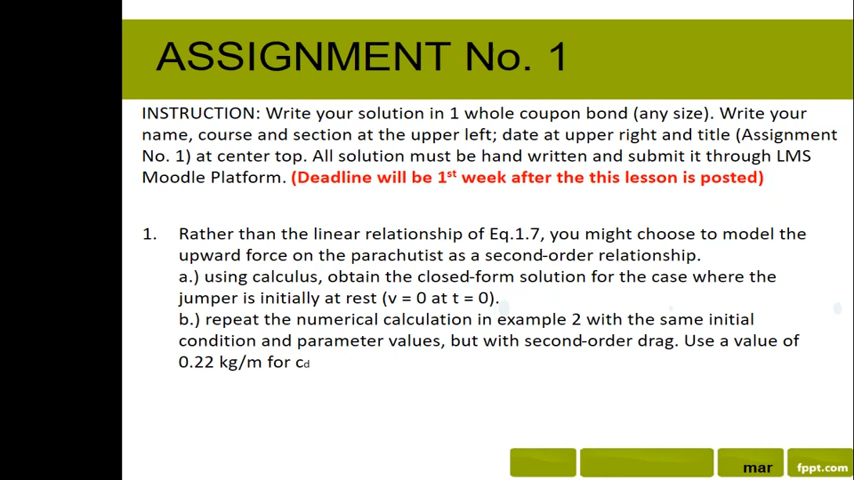 ASSIGNMENT No. 1
INSTRUCTION: Write your solution in 1 whole coupon bond (any size). Write your
name, course and section at the upper left; date at upper right and title (Assignment
No. 1) at center top. All solution must be hand written and submit it through LMS
Moodle Platform. (Deadline will be 1st week after the this lesson is posted)
1. Rather than the linear relationship of Eq.1.7, you might choose to model the
upward force on the parachutist as a second-order relationship.
a.) using calculus, obtain the closed-form solution for the case where the
jumper is initially at rest (v = 0 at t = 0).
b.) repeat the numerical calculation in example 2 with the same initial
condition and parameter values, but with second-order drag. Use a value of
0.22 kg/m for cd
mar
fppt.com